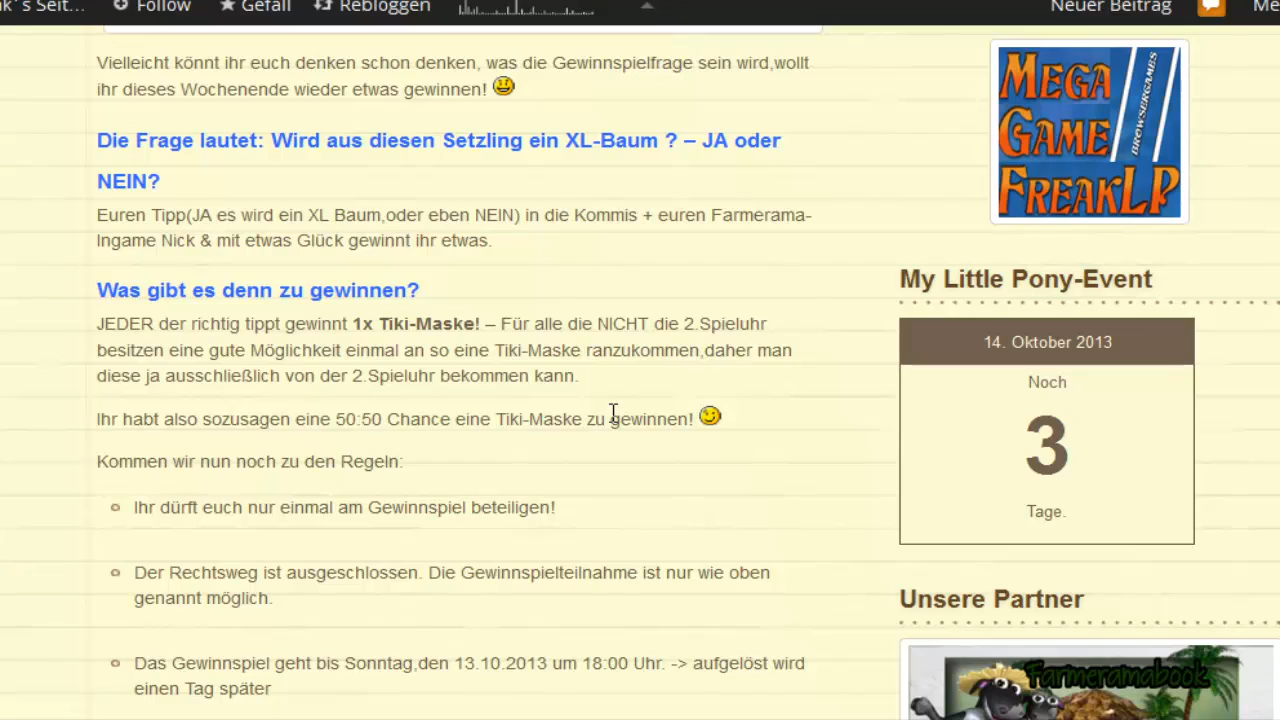 k`s Seit...
Follow
Gefall
Rebloggen
Neuer Beitrag
Me
Vielleicht könnt ihr euch denken schon denken, was die Gewinnspielfrage sein wird,wollt
ihr dieses Wochenende wieder etwas gewinnen!
Die Frage lautet: Wird aus diesen Setzling ein XL-Baum ? – JA oder
NEIN?
Euren Tipp(JA es wird ein XL Baum,oder eben NEIN) in die Kommis + euren Farmerama-
Ingame Nick & mit etwas Glück gewinnt ihr etwas.
Was gibt es denn zu gewinnen?
JEDER der richtig tippt gewinnt 1x Tiki-Maske! – Für alle die NICHT die 2.Spieluhr
besitzen eine gute Möglichkeit einmal an so eine Tiki-Maske ranzukommen,daher man
diese ja ausschließlich von der 2.Spieluhr bekommen kann.
Ihr habt also sozusagen eine 50:50 Chance eine Tiki-Maske zu gewinnen!
Kommen wir nun noch zu den Regeln:
Ihr dürft euch nur einmal am Gewinnspiel beteiligen!
Der Rechtsweg ist ausgeschlossen. Die Gewinnspielteilnahme ist nur wie oben
genannt möglich.
Das Gewinnspiel geht bis Sonntag,den 13.10.2013 um 18:00 Uhr. -> aufgelöst wird
einen Tag später
MEGA
GAME
FREAKLP
BROWSERGAMES
My Little Pony-Event
14. Oktober 2013
Noch
3
Tage.
Unsere Partner
Farmeramabook